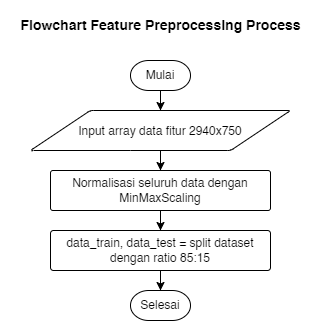 Flowchart Feature Preprocessing Process
Mulai
Input array data fitur 2940x750
Normalisasi seluruh data dengan
MinMaxScaling
data_train, data_test = split dataset
dengan ratio 85:15
Selesai